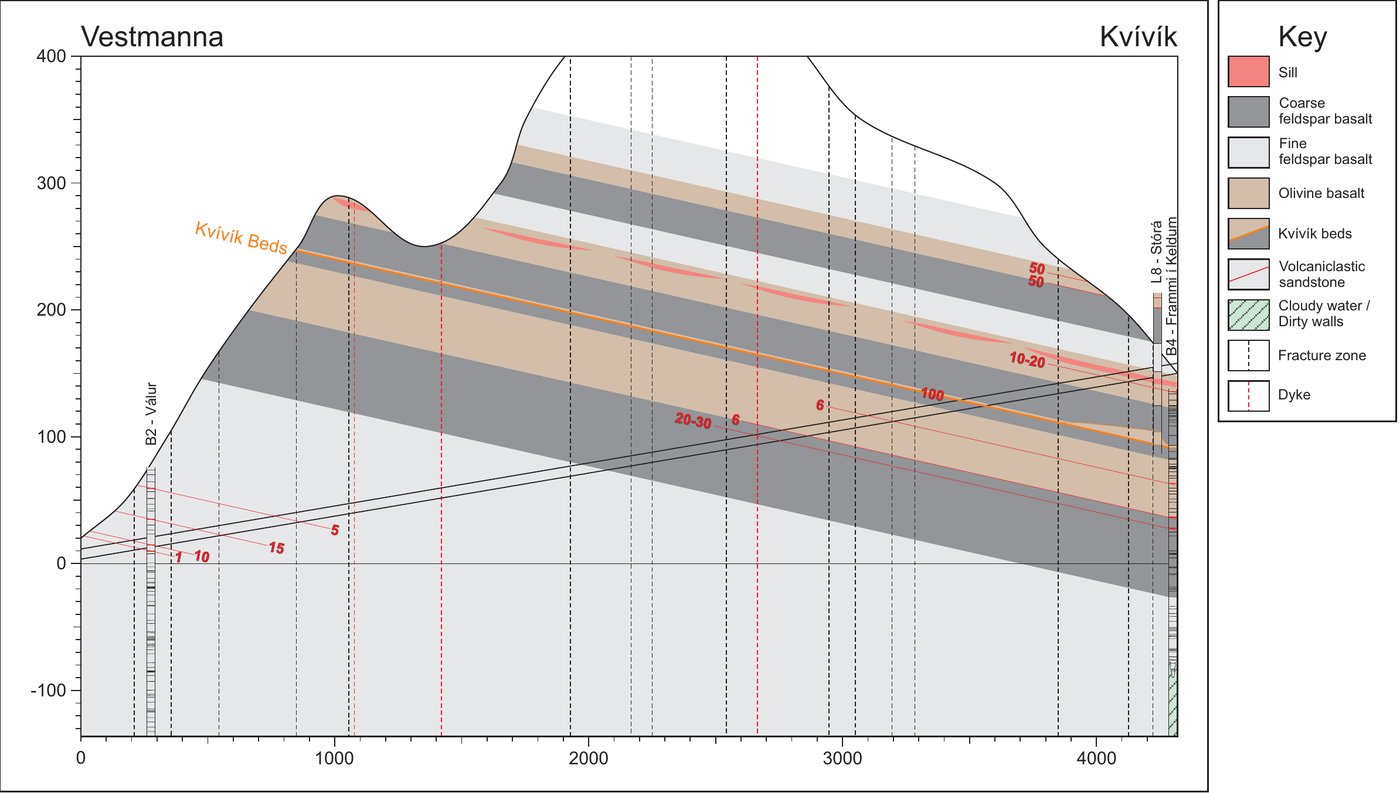 Vestmanna
Kvívík
400
300
200
100
0
-100
0
1000
2000
3000
4000
Kvívík Beds
B2 - Válur
L8 - Stórá
B4 - Frammi í Keldum
50
50
10-20
100
6
6
20-30
5
15
10
1
Key
Sill
Coarse
feldspar basalt
Fine
feldspar basalt
Olivine basalt
Kvívík beds
Volcaniclastic
sandstone
Cloudy water /
Dirty walls
Fracture zone
Dyke